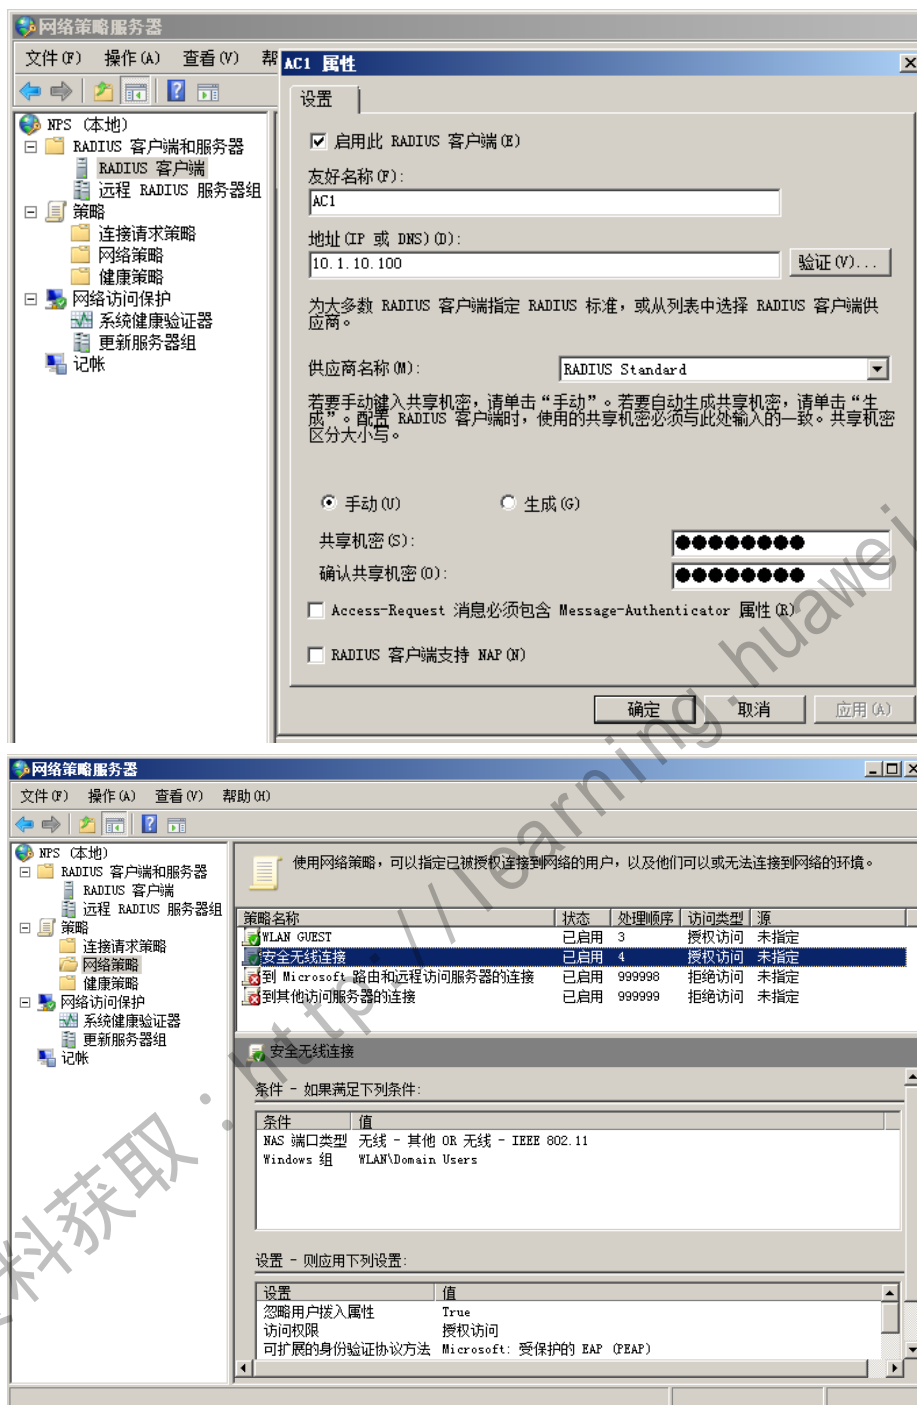 网络策略服务器
文件(F) 操作(A) 查看(V) 帮
AC1 属性
设置
NPS (本地)
RADIUS 客户端和服务器
RADIUS 客户端
远程 RADIUS 服务器组
策略
连接请求策略
网络策略
健康策略
网络访问保护
系统健康验证器
更新服务器组
记帐
启用此 RADIUS 客户端(E)
友好名称(F):
AC1
地址(IP 或 DNS)(D):
10.1.10.100
验证(V)...
为大多数 RADIUS 客户端指定 RADIUS 标准，或从列表中选择 RADIUS 客户端供
应商。
供应商名称(M):
RADIUS Standard
若要手动键入共享机密，请单击“手动”。若要自动生成共享机密，请单击“生
成”。配置 RADIUS 客户端时，使用的共享机密必须与此处输入的一致。共享机密
区分大小写。
手动(U) 生成(G)
共享机密(S):
●●●●●●●●
确认共享机密(O):
●●●●●●●●
Access-Request 消息必须包含 Message-Authenticator 属性(R)
RADIUS 客户端支持 NAP(N)
确定 取消 应用(A)
网络策略服务器
文件(F) 操作(A) 查看(V) 帮助(H)
NPS (本地)
RADIUS 客户端和服务器
RADIUS 客户端
远程 RADIUS 服务器组
策略
连接请求策略
网络策略
健康策略
网络访问保护
系统健康验证器
更新服务器组
记帐
使用网络策略，可以指定已被授权连接到网络的用户，以及他们可以或无法连接到网络的环境。
策略名称 状态 处理顺序 访问类型 源
WLAN GUEST 已启用 3 授权访问 未指定
安全无线连接 已启用 4 授权访问 未指定
到 Microsoft 路由和远程访问服务器的连接 已启用 999998 拒绝访问 未指定
到其他访问服务器的连接 已启用 999999 拒绝访问 未指定
安全无线连接
条件 - 如果满足下列条件:
条件 值
NAS 端口类型 无线 - 其他 OR 无线 - IEEE 802.11
Windows 组 WLAN\Domain Users
设置 - 则应用下列设置:
设置 值
忽略用户拨入属性 True
访问权限 授权访问
可扩展的身份验证协议方法 Microsoft: 受保护的 EAP (PEAP)
料获取：http://learning.huawei